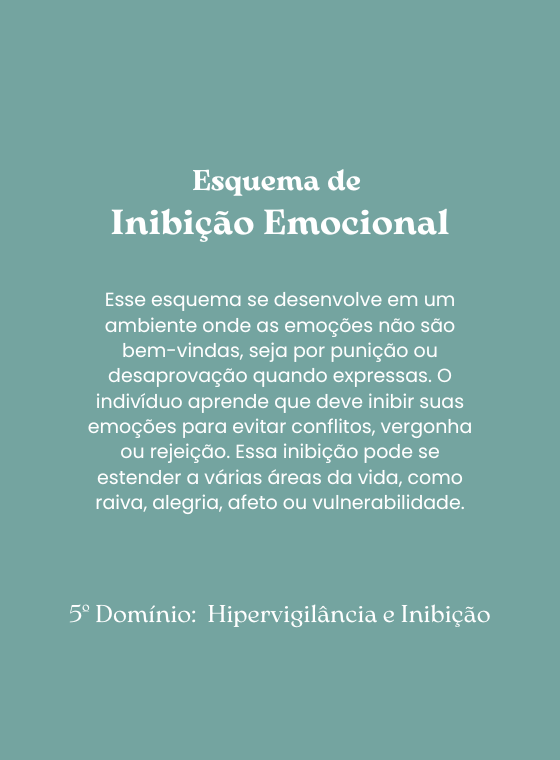 Esquema de
Inibição Emocional
Esse esquema se desenvolve em um
ambiente onde as emoções não são
bem-vindas, seja por punição ou
desaprovação quando expressas. O
indivíduo aprende que deve inibir suas
emoções para evitar conflitos, vergonha
ou rejeição. Essa inibição pode se
estender a várias áreas da vida, como
raiva, alegria, afeto ou vulnerabilidade.
5º Domínio: Hipervigilância e Inibição